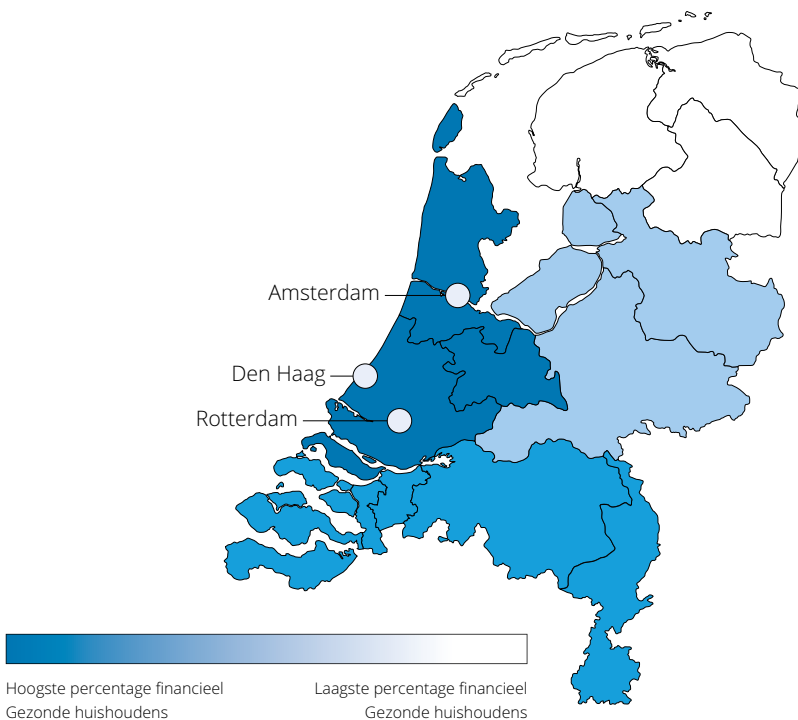 Amsterdam
Den Haag
Rotterdam
Hoogste percentage financieel
Gezonde huishoudens
Laagste percentage financieel
Gezonde huishoudens